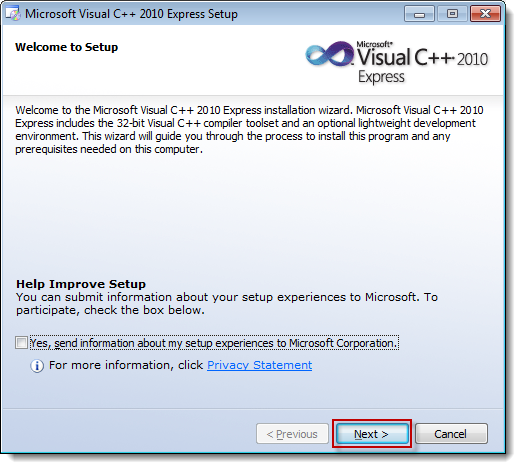 Microsoft Visual C++ 2010 Express Setup
Welcome to Setup
Microsoft®
Visual C++ 2010
Express
Welcome to the Microsoft Visual C++ 2010 Express installation wizard. Microsoft Visual C++ 2010
Express includes the 32-bit Visual C++ compiler toolset and an optional lightweight development
environment. This wizard will guide you through the process to install this program and any
prerequisites needed on this computer.
Help Improve Setup
You can submit information about your setup experiences to Microsoft. To
participate, check the box below.
Yes, send information about my setup experiences to Microsoft Corporation.
For more information, click Privacy Statement
< Previous
Next >
Cancel